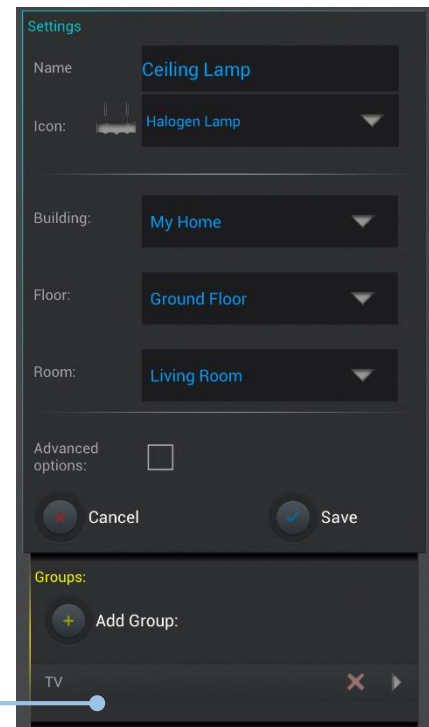 Settings
Name
Ceiling Lamp
Icon:
Halogen Lamp
Building:
My Home
Floor:
Ground Floor
Room:
Living Room
Advanced
options:
Cancel
Save
Groups:
Add Group:
TV